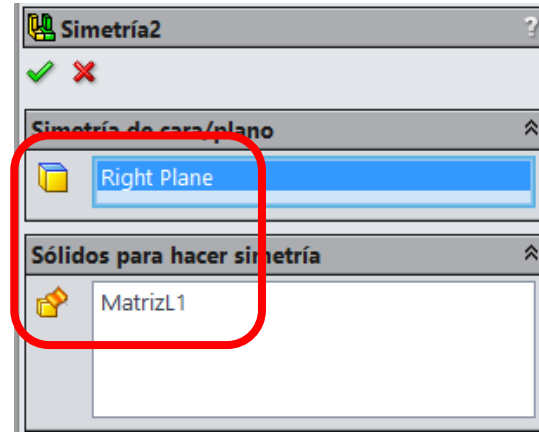 Simetría2 ?
Simetría de cara/plano
Right Plane
Sólidos para hacer simetría
MatrizL1